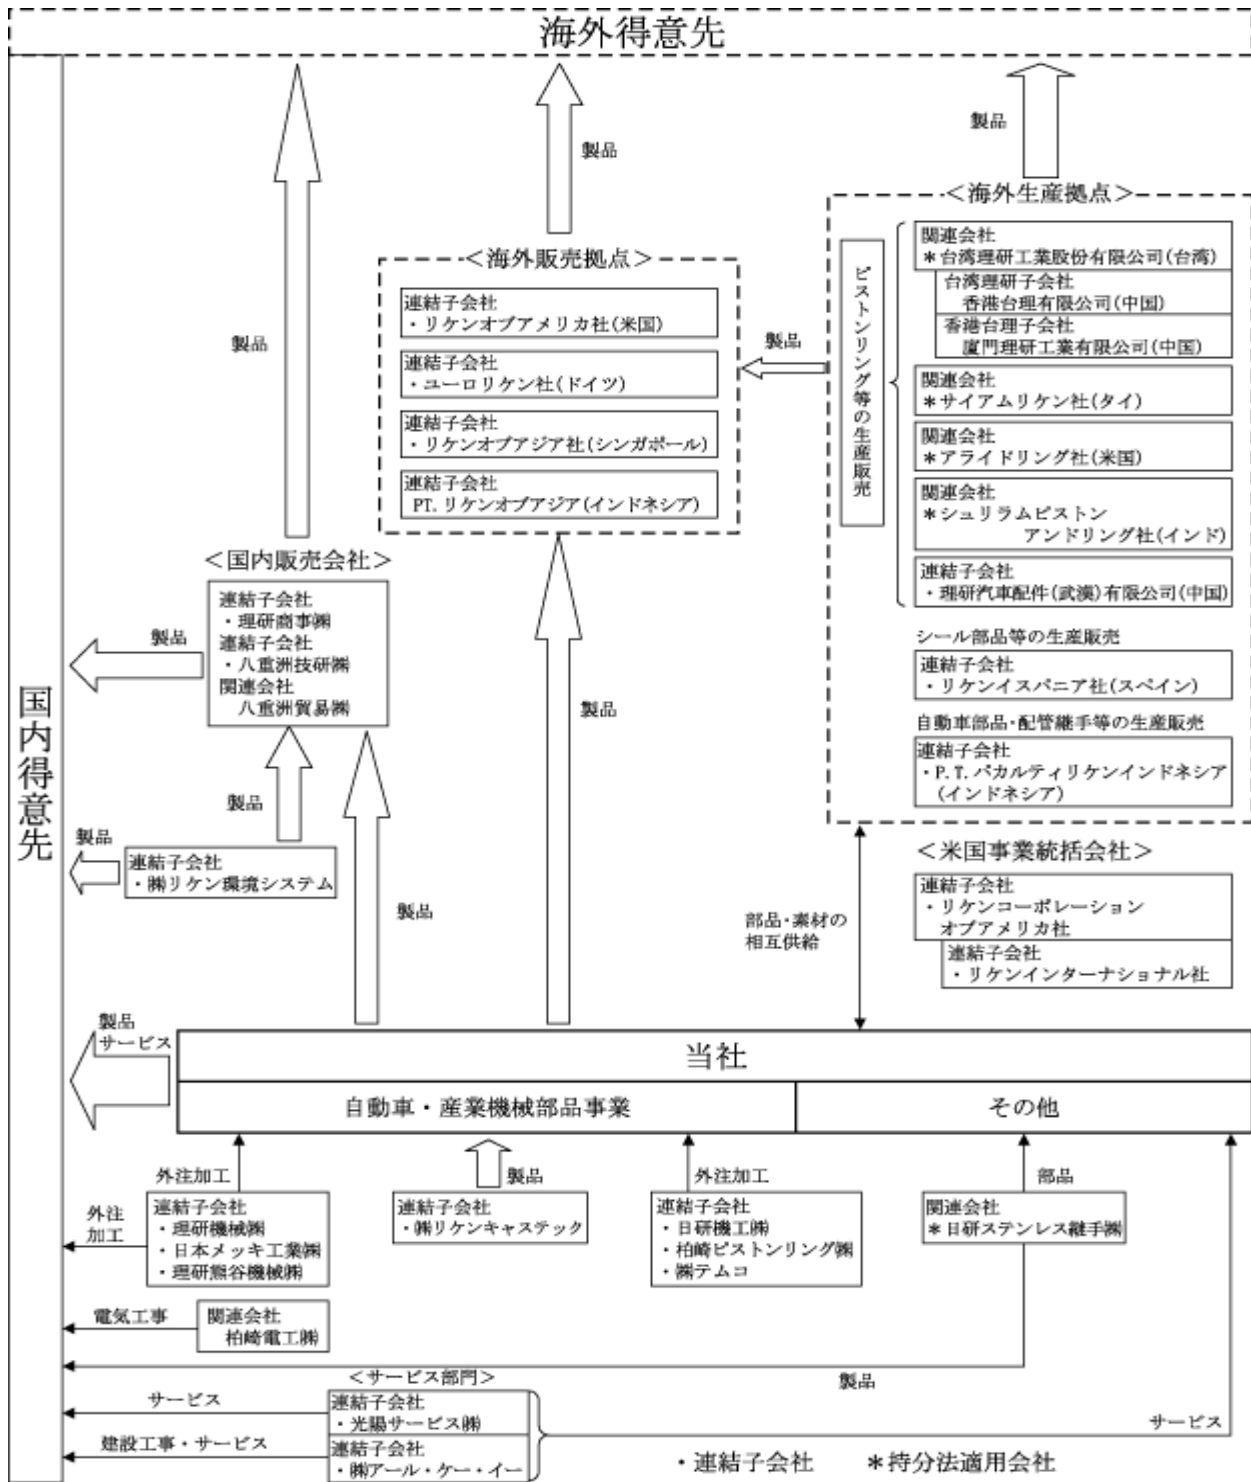 海外得意先
製品
製品
製品
＜海外生産拠点＞
ピストンリング等の生産販売
関連会社
＊台湾理研工業股份有限公司(台湾)
台湾理研子会社
香港台理有限公司(中国)
香港台理子会社
廈門理研工業有限公司(中国)
関連会社
＊サイアムリケン社(タイ)
関連会社
＊アライドリング社(米国)
関連会社
＊シュリラムピストン
アンドリング社(インド)
連結子会社
・理研汽車配件(武漢)有限公司(中国)
シール部品等の生産販売
連結子会社
・リケンイスパニア社(スペイン)
自動車部品・配管継手等の生産販売
連結子会社
・P.T.パカルティリケンインドネシア
(インドネシア)
＜海外販売拠点＞
連結子会社
・リケンオブアメリカ社(米国)
連結子会社
・ユーロリケン社(ドイツ)
連結子会社
・リケンオブアジア社(シンガポール)
連結子会社
PT.リケンオブアジア(インドネシア)
製品
＜国内販売会社＞
連結子会社
・理研商事㈱
連結子会社
・八重洲技研㈱
関連会社
八重洲貿易㈱
製品
製品
国内得意先
製品
製品
連結子会社
・㈱リケン環境システム
製品
＜米国事業統括会社＞
連結子会社
・リケンコーポレーション
オブアメリカ社
連結子会社
・リケンインターナショナル社
部品・素材の
相互供給
製品
サービス
当社
自動車・産業機械部品事業
その他
外注加工
製品
外注加工
部品
外注
加工
連結子会社
・理研機械㈱
・日本メッキ工業㈱
・理研熊谷機械㈱
連結子会社
・㈱リケンキャステック
連結子会社
・日研機工㈱
・柏崎ピストンリング㈱
・㈱テムコ
関連会社
＊日研ステンレス継手㈱
電気工事
関連会社
柏崎電工㈱
製品
＜サービス部門＞
サービス
連結子会社
・光陽サービス㈱
サービス
建設工事・サービス
連結子会社
・㈱アール・ケー・イー
・連結子会社
＊持分法適用会社